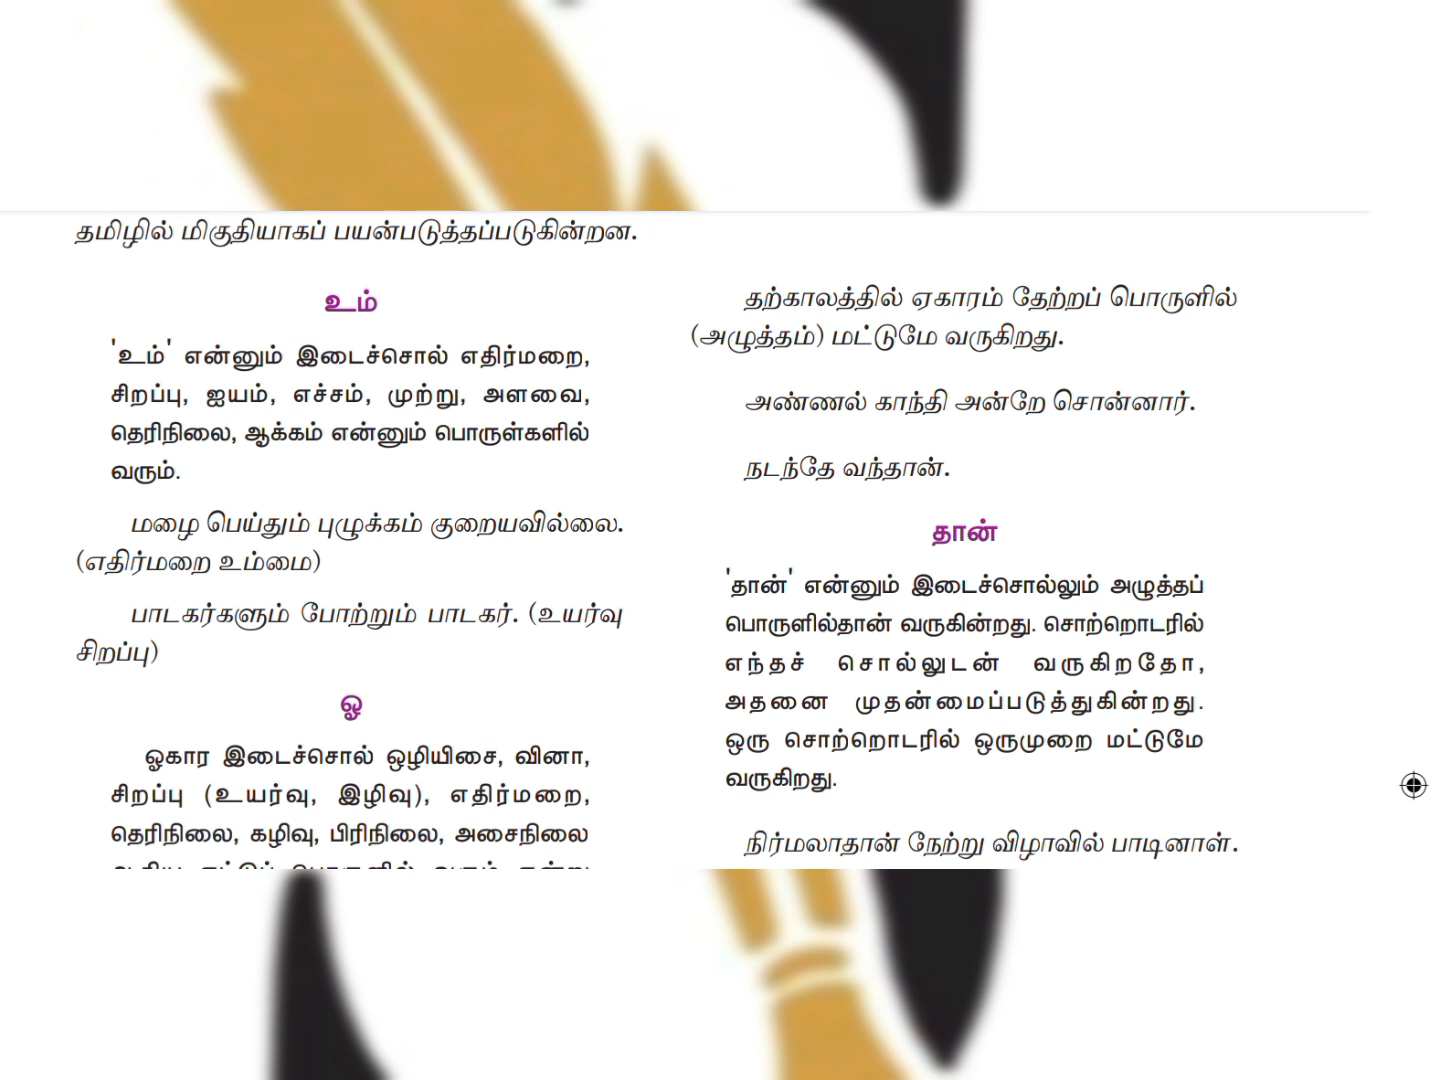 தமிழில் மிகுதியாகப் பயன்படுத்தப்படுகின்றன.
உம்
'உம்' என்னும் இடைச்சொல் எதிர்மறை,
சிறப்பு, ஐயம், எச்சம், முற்று, அளவை,
தெரிநிலை, ஆக்கம் என்னும் பொருள்களில்
வரும்.
மழை பெய்தும் புழுக்கம் குறையவில்லை.
(எதிர்மறை உம்மை)
பாடகர்களும் போற்றும் பாடகர். (உயர்வு
சிறப்பு)
ஓ
ஓகார இடைச்சொல் ஒழியிசை, வினா,
சிறப்பு (உயர்வு, இழிவு), எதிர்மறை,
தெரிநிலை, கழிவு, பிரிநிலை, அசைநிலை
தற்காலத்தில் ஏகாரம் தேற்றப் பொருளில்
(அழுத்தம்) மட்டுமே வருகிறது.
அண்ணல் காந்தி அன்றே சொன்னார்.
நடந்தே வந்தான்.
தான்
'தான்' என்னும் இடைச்சொல்லும் அழுத்தப்
பொருளில்தான் வருகின்றது. சொற்றொடரில்
எந்தச் சொல்லுடன் வருகிறதோ,
அதனை முதன்மைப்படுத்துகின்றது.
ஒரு சொற்றொடரில் ஒருமுறை மட்டுமே
வருகிறது.
நிர்மலாதான் நேற்று விழாவில் பாடினாள்.